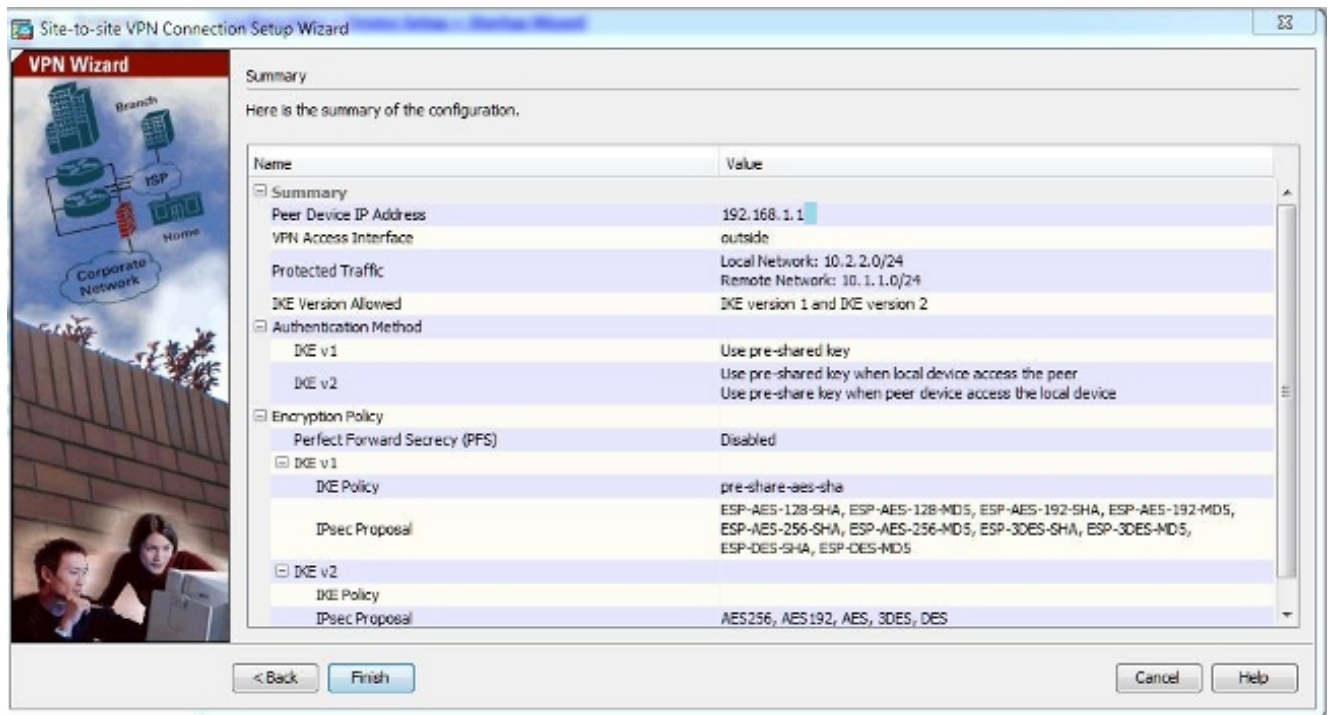 Site-to-site VPN Connection Setup Wizard
VPN Wizard
Branch
ISP
Home
Corporate
Network
Summary
Here is the summary of the configuration.
Name Value
Summary
Peer Device IP Address 192.168.1.1
VPN Access Interface outside
Protected Traffic Local Network: 10.2.2.0/24
Remote Network: 10.1.1.0/24
IKE Version Allowed IKE version 1 and IKE version 2
Authentication Method
IKE v1 Use pre-shared key
IKE v2 Use pre-shared key when local device access the peer
Use pre-share key when peer device access the local device
Encryption Policy
Perfect Forward Secrecy (PFS) Disabled
IKE v1
IKE Policy pre-share-aes-sha
IPsec Proposal ESP-AES-128-SHA, ESP-AES-128-MD5, ESP-AES-192-SHA, ESP-AES-192-MD5,
ESP-AES-256-SHA, ESP-AES-256-MD5, ESP-3DES-SHA, ESP-3DES-MD5,
ESP-DES-SHA, ESP-DES-MD5
IKE v2
IKE Policy
IPsec Proposal AES256, AES192, AES, 3DES, DES
< Back Finish Cancel Help